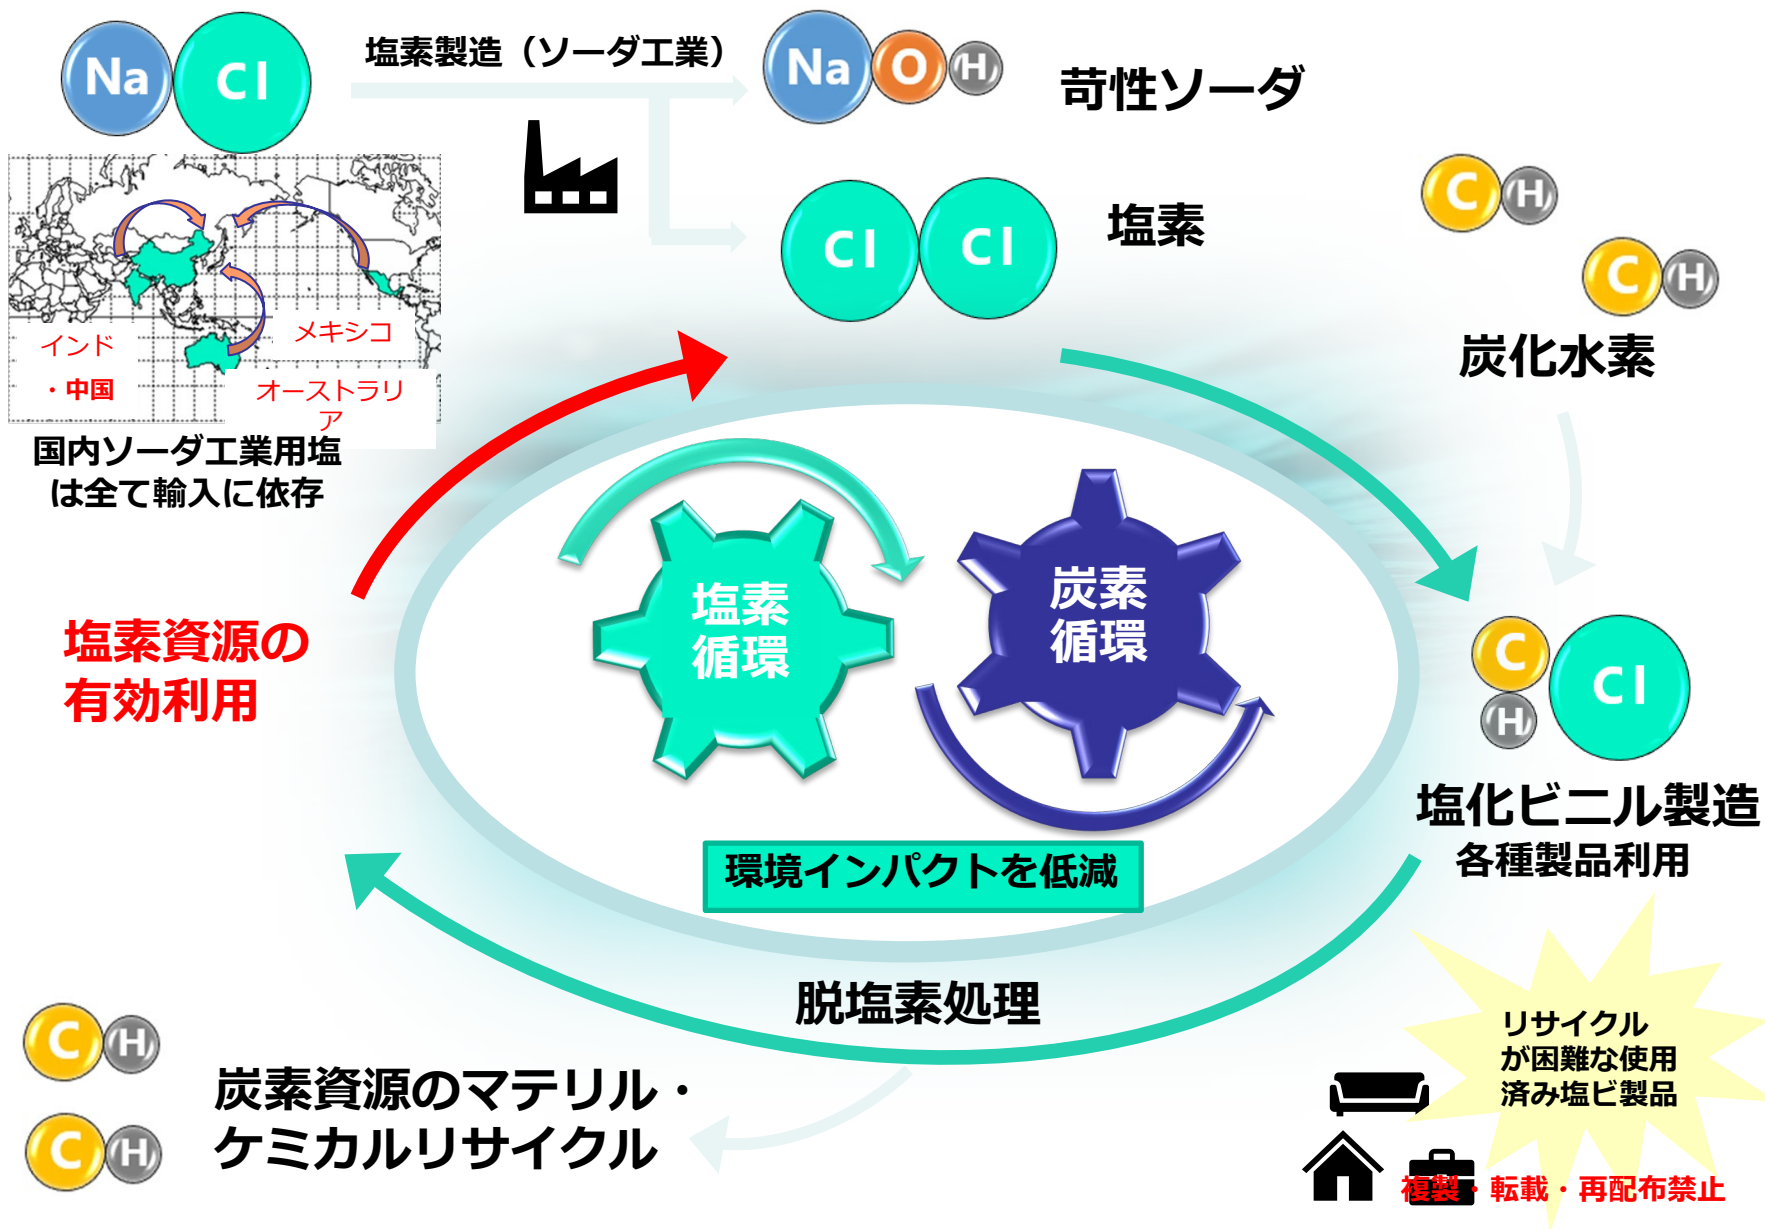 Na
Cl
塩素製造（ソーダ工業）
Na
O
H
苛性ソーダ
Cl
Cl
塩素
C
H
C
H
炭化水素
インド
・中国
メキシコ
オーストラリ
ア
国内ソーダ工業用塩
は全て輸入に依存
塩素
循環
炭素
循環
塩素資源の
有効利用
C
H
Cl
塩化ビニル製造
各種製品利用
環境インパクトを低減
脱塩素処理
リサイクル
が困難な使用
済み塩ビ製品
C
H
C
H
炭素資源のマテリル・
ケミカルリサイクル
複製・転載・再配布禁止